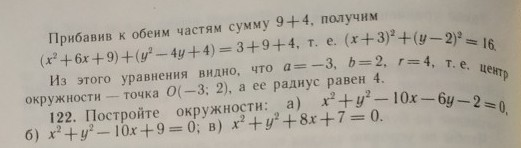 Прибавив к обеим частям сумму 9+4, получим
(x²+6x+9)+(y²−4y+4)=3+9+4, т. е. (x+3)²+(y−2)²=16.
Из этого уравнения видно, что a=−3, b=2, r=4, т. е. центр
окружности — точка O(−3; 2), а ее радиус равен 4.
122. Постройте окружности: а) x²+y²−10x−6y−2=0,
б) x²+y²−10x+9=0; в) x²+y²+8x+7=0.